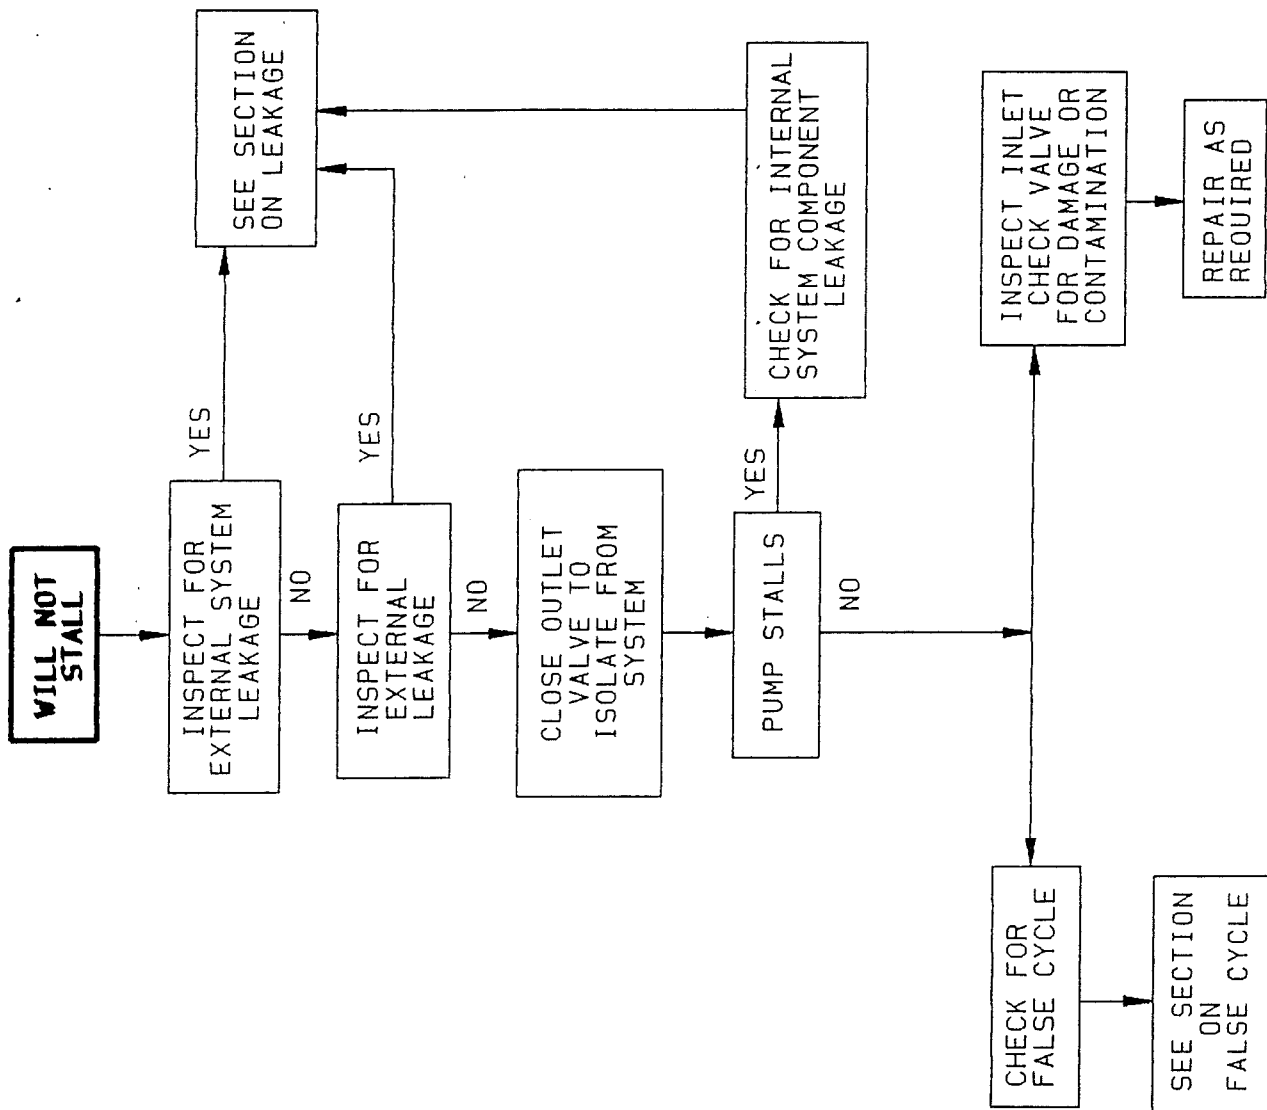 WILL NOT
STALL
INSPECT FOR
EXTERNAL SYSTEM
LEAKAGE
YES
SEE SECTION
ON LEAKAGE
NO
INSPECT FOR
EXTERNAL
LEAKAGE
YES
NO
CLOSE OUTLET
VALVE TO
ISOLATE FROM
SYSTEM
PUMP STALLS
YES
CHECK FOR INTERNAL
SYSTEM COMPONENT
LEAKAGE
NO
CHECK FOR
FALSE CYCLE
SEE SECTION
ON
FALSE CYCLE
INSPECT INLET
CHECK VALVE
FOR DAMAGE OR
CONTAMINATION
REPAIR AS
REQUIRED